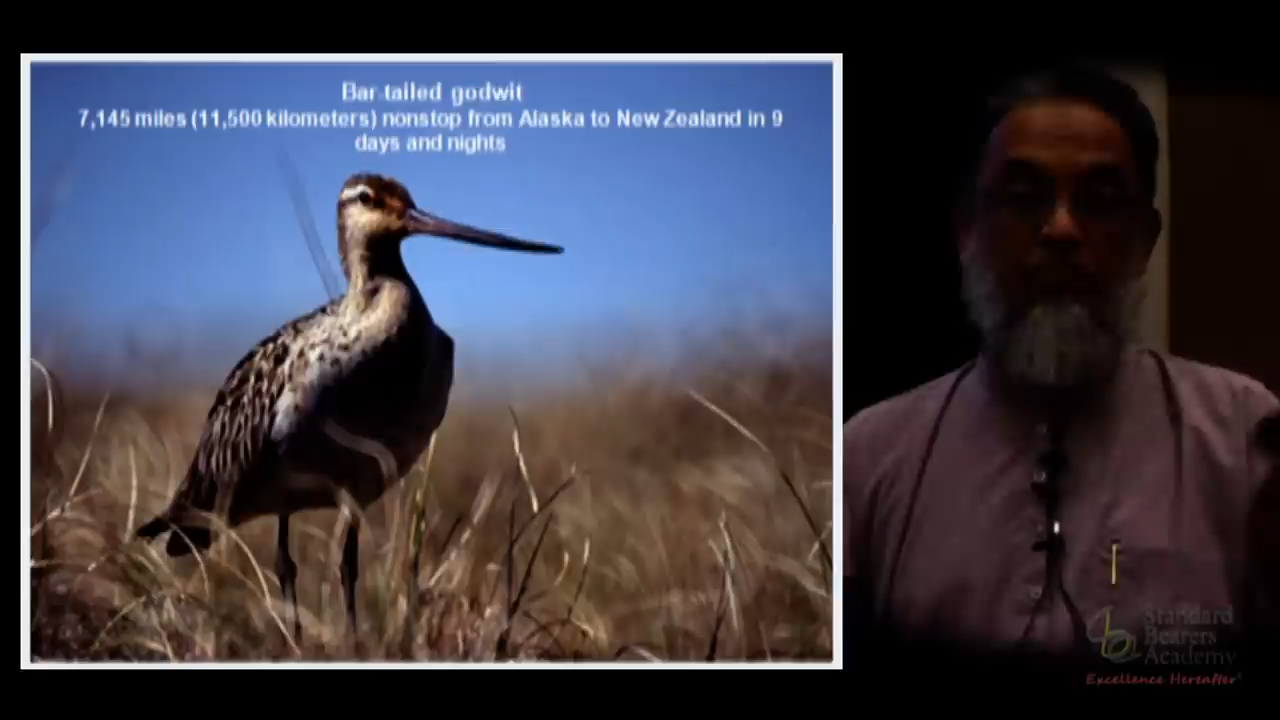 Bar-tailed godwit
7,145 miles (11,500 kilometers) nonstop from Alaska to New Zealand in 9
days and nights
Standard
Bearers
Academy
Excellence Hereafter